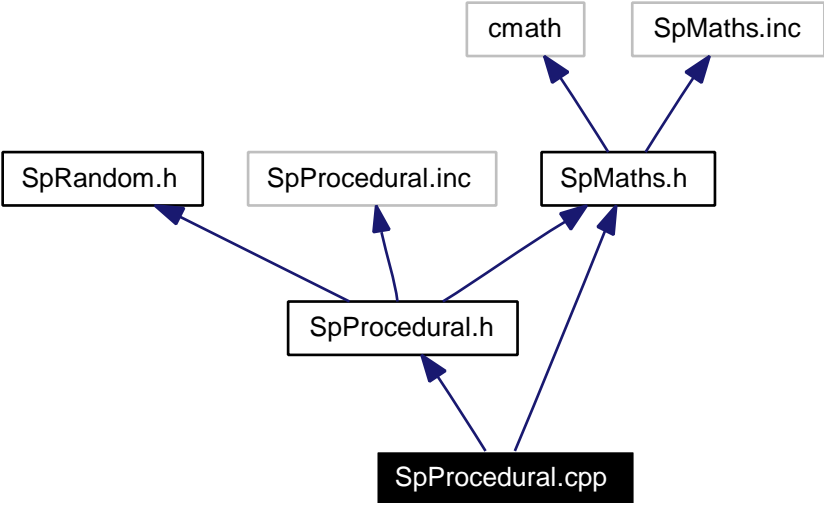 cmath
SpMaths.inc
SpRandom.h
SpProcedural.inc
SpMaths.h
SpProcedural.h
SpProcedural.cpp